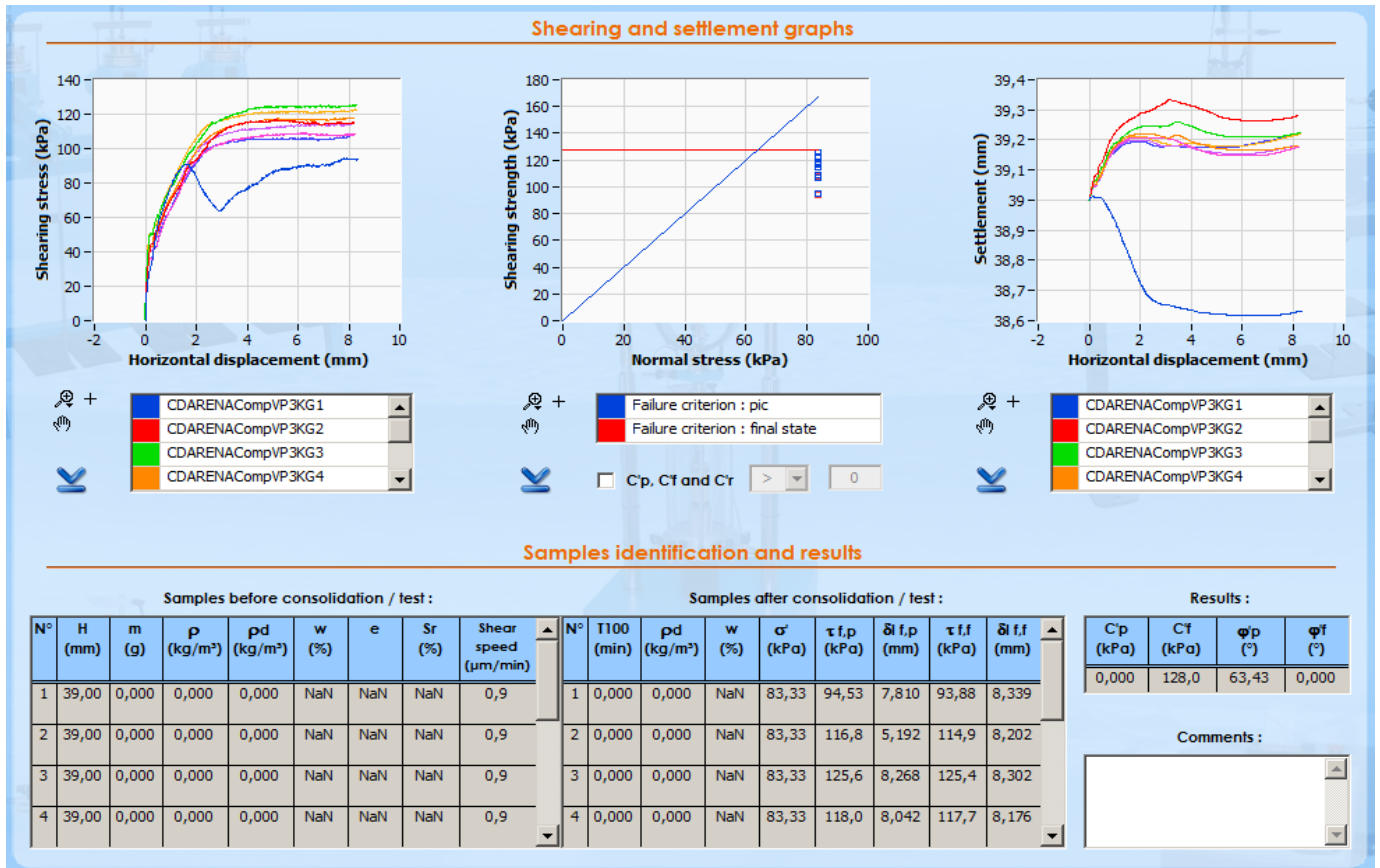 Shearing and settlement graphs
140
120
100
80
60
40
20
0
-2 0 2 4 6 8 10
Shearing stress (kPa)
Horizontal displacement (mm)
CDARENACompVP3KG1
CDARENACompVP3KG2
CDARENACompVP3KG3
CDARENACompVP3KG4
180
160
140
120
100
80
60
40
20
0
0 20 40 60 80 100
Shearing strength (kPa)
Normal stress (kPa)
Failure criterion : pic
Failure criterion : final state
C'p, C'f and C'r > 0
39,4
39,3
39,2
39,1
39
38,9
38,8
38,7
38,6
-2 0 2 4 6 8 10
Settlement (mm)
Horizontal displacement (mm)
CDARENACompVP3KG1
CDARENACompVP3KG2
CDARENACompVP3KG3
CDARENACompVP3KG4
Samples identification and results
Samples before consolidation / test :
N° H (mm) m (g) ρ (kg/m³) ρd (kg/m³) w (%) e Sr (%) Shear speed (µm/min)
1 39,00 0,000 0,000 0,000 NaN NaN NaN 0,9
2 39,00 0,000 0,000 0,000 NaN NaN NaN 0,9
3 39,00 0,000 0,000 0,000 NaN NaN NaN 0,9
4 39,00 0,000 0,000 0,000 NaN NaN NaN 0,9
Samples after consolidation / test :
N° T100 (min) ρd (kg/m³) w (%) σ' (kPa) τ f,p (kPa) δl f,p (mm) τ f,f (kPa) δl f,f (mm)
1 0,000 0,000 NaN 83,33 94,53 7,810 93,88 8,339
2 0,000 0,000 NaN 83,33 116,8 5,192 114,9 8,202
3 0,000 0,000 NaN 83,33 125,6 8,268 125,4 8,302
4 0,000 0,000 NaN 83,33 118,0 8,042 117,7 8,176
Results :
C'p (kPa) C'f (kPa) φ'p (°) φ'f (°)
0,000 128,0 63,43 0,000
Comments :